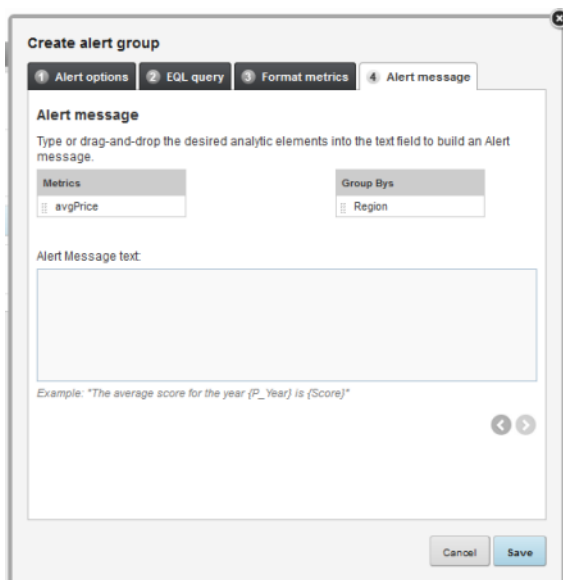 Create alert group
1 Alert options 2 EQL query 3 Format metrics 4 Alert message
Alert message
Type or drag-and-drop the desired analytic elements into the text field to build an Alert
message.
Metrics Group Bys
avgPrice Region
Alert Message text:
Example: "The average score for the year {P_Year} is {Score}"
Cancel Save